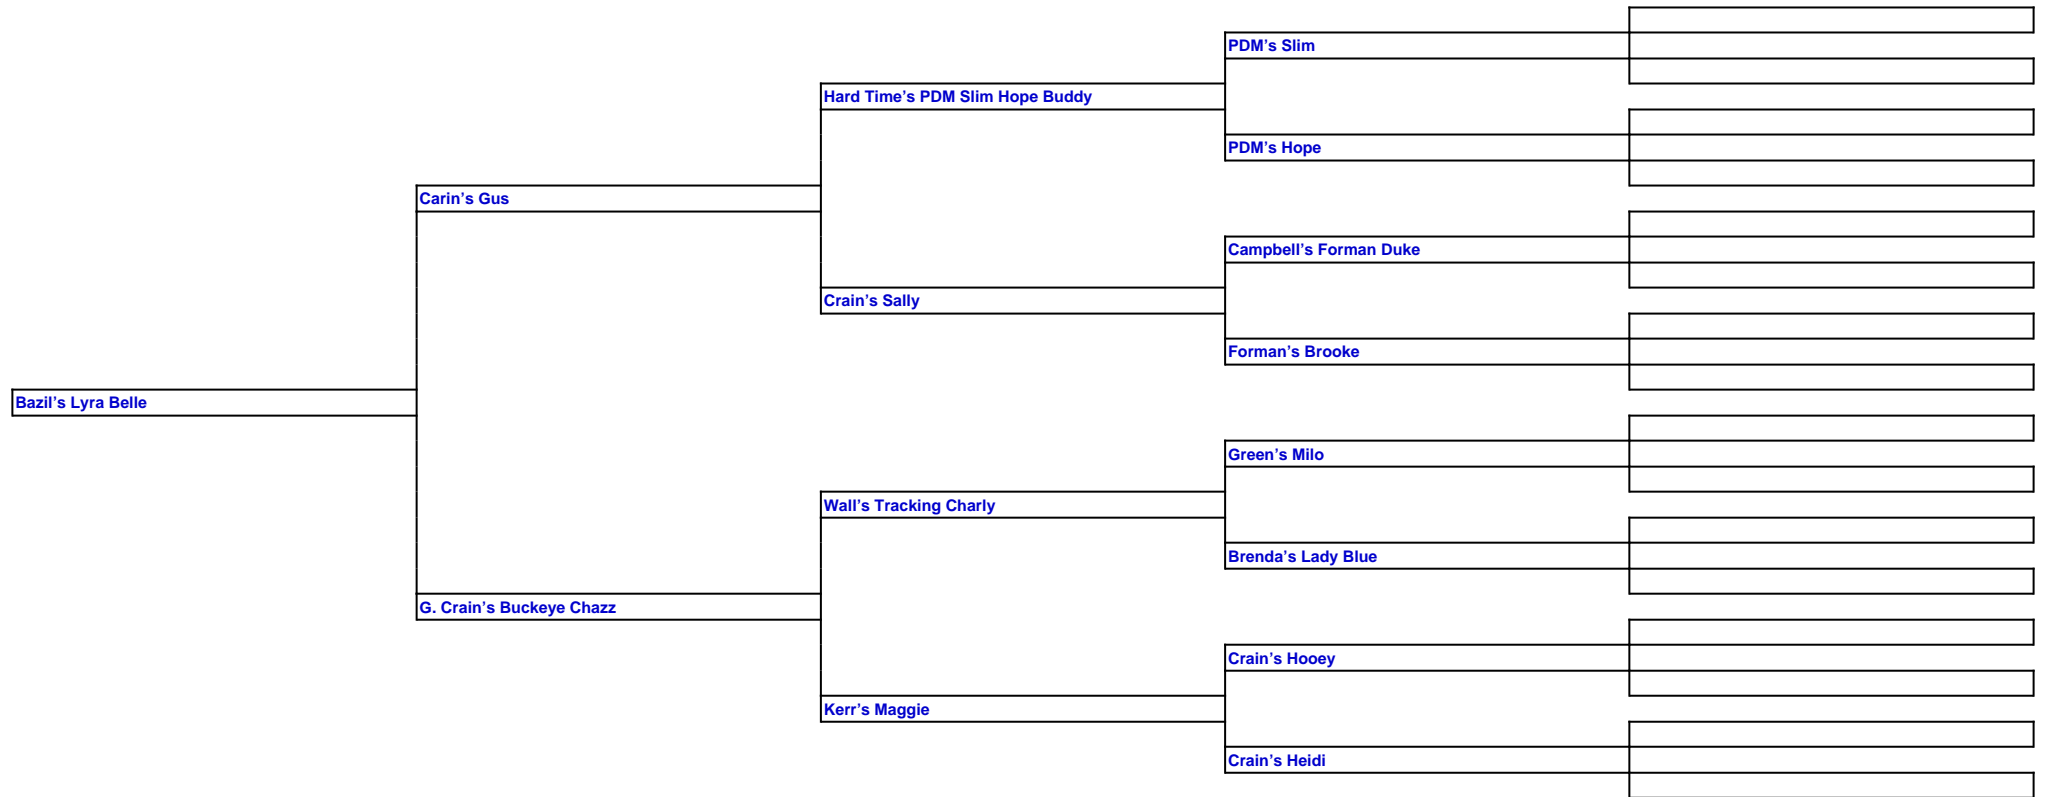 PDM’s Slim
Hard Time’s PDM Slim Hope Buddy
PDM’s Hope
Carin’s Gus
Campbell’s Forman Duke
Crain’s Sally
Forman’s Brooke
Bazil’s Lyra Belle
Green’s Milo
Wall’s Tracking Charly
Brenda’s Lady Blue
G. Crain’s Buckeye Chazz
Crain’s Hooey
Kerr’s Maggie
Crain’s Heidi